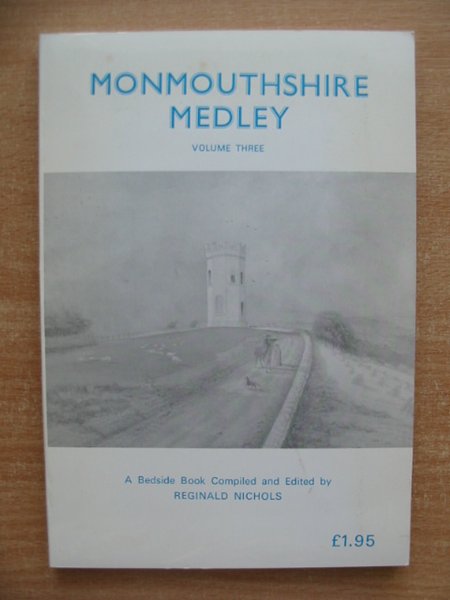 MONMOUTHSHIRE
MEDLEY
VOLUME THREE
A Bedside Book Compiled and Edited by
REGINALD NICHOLS
£1.95